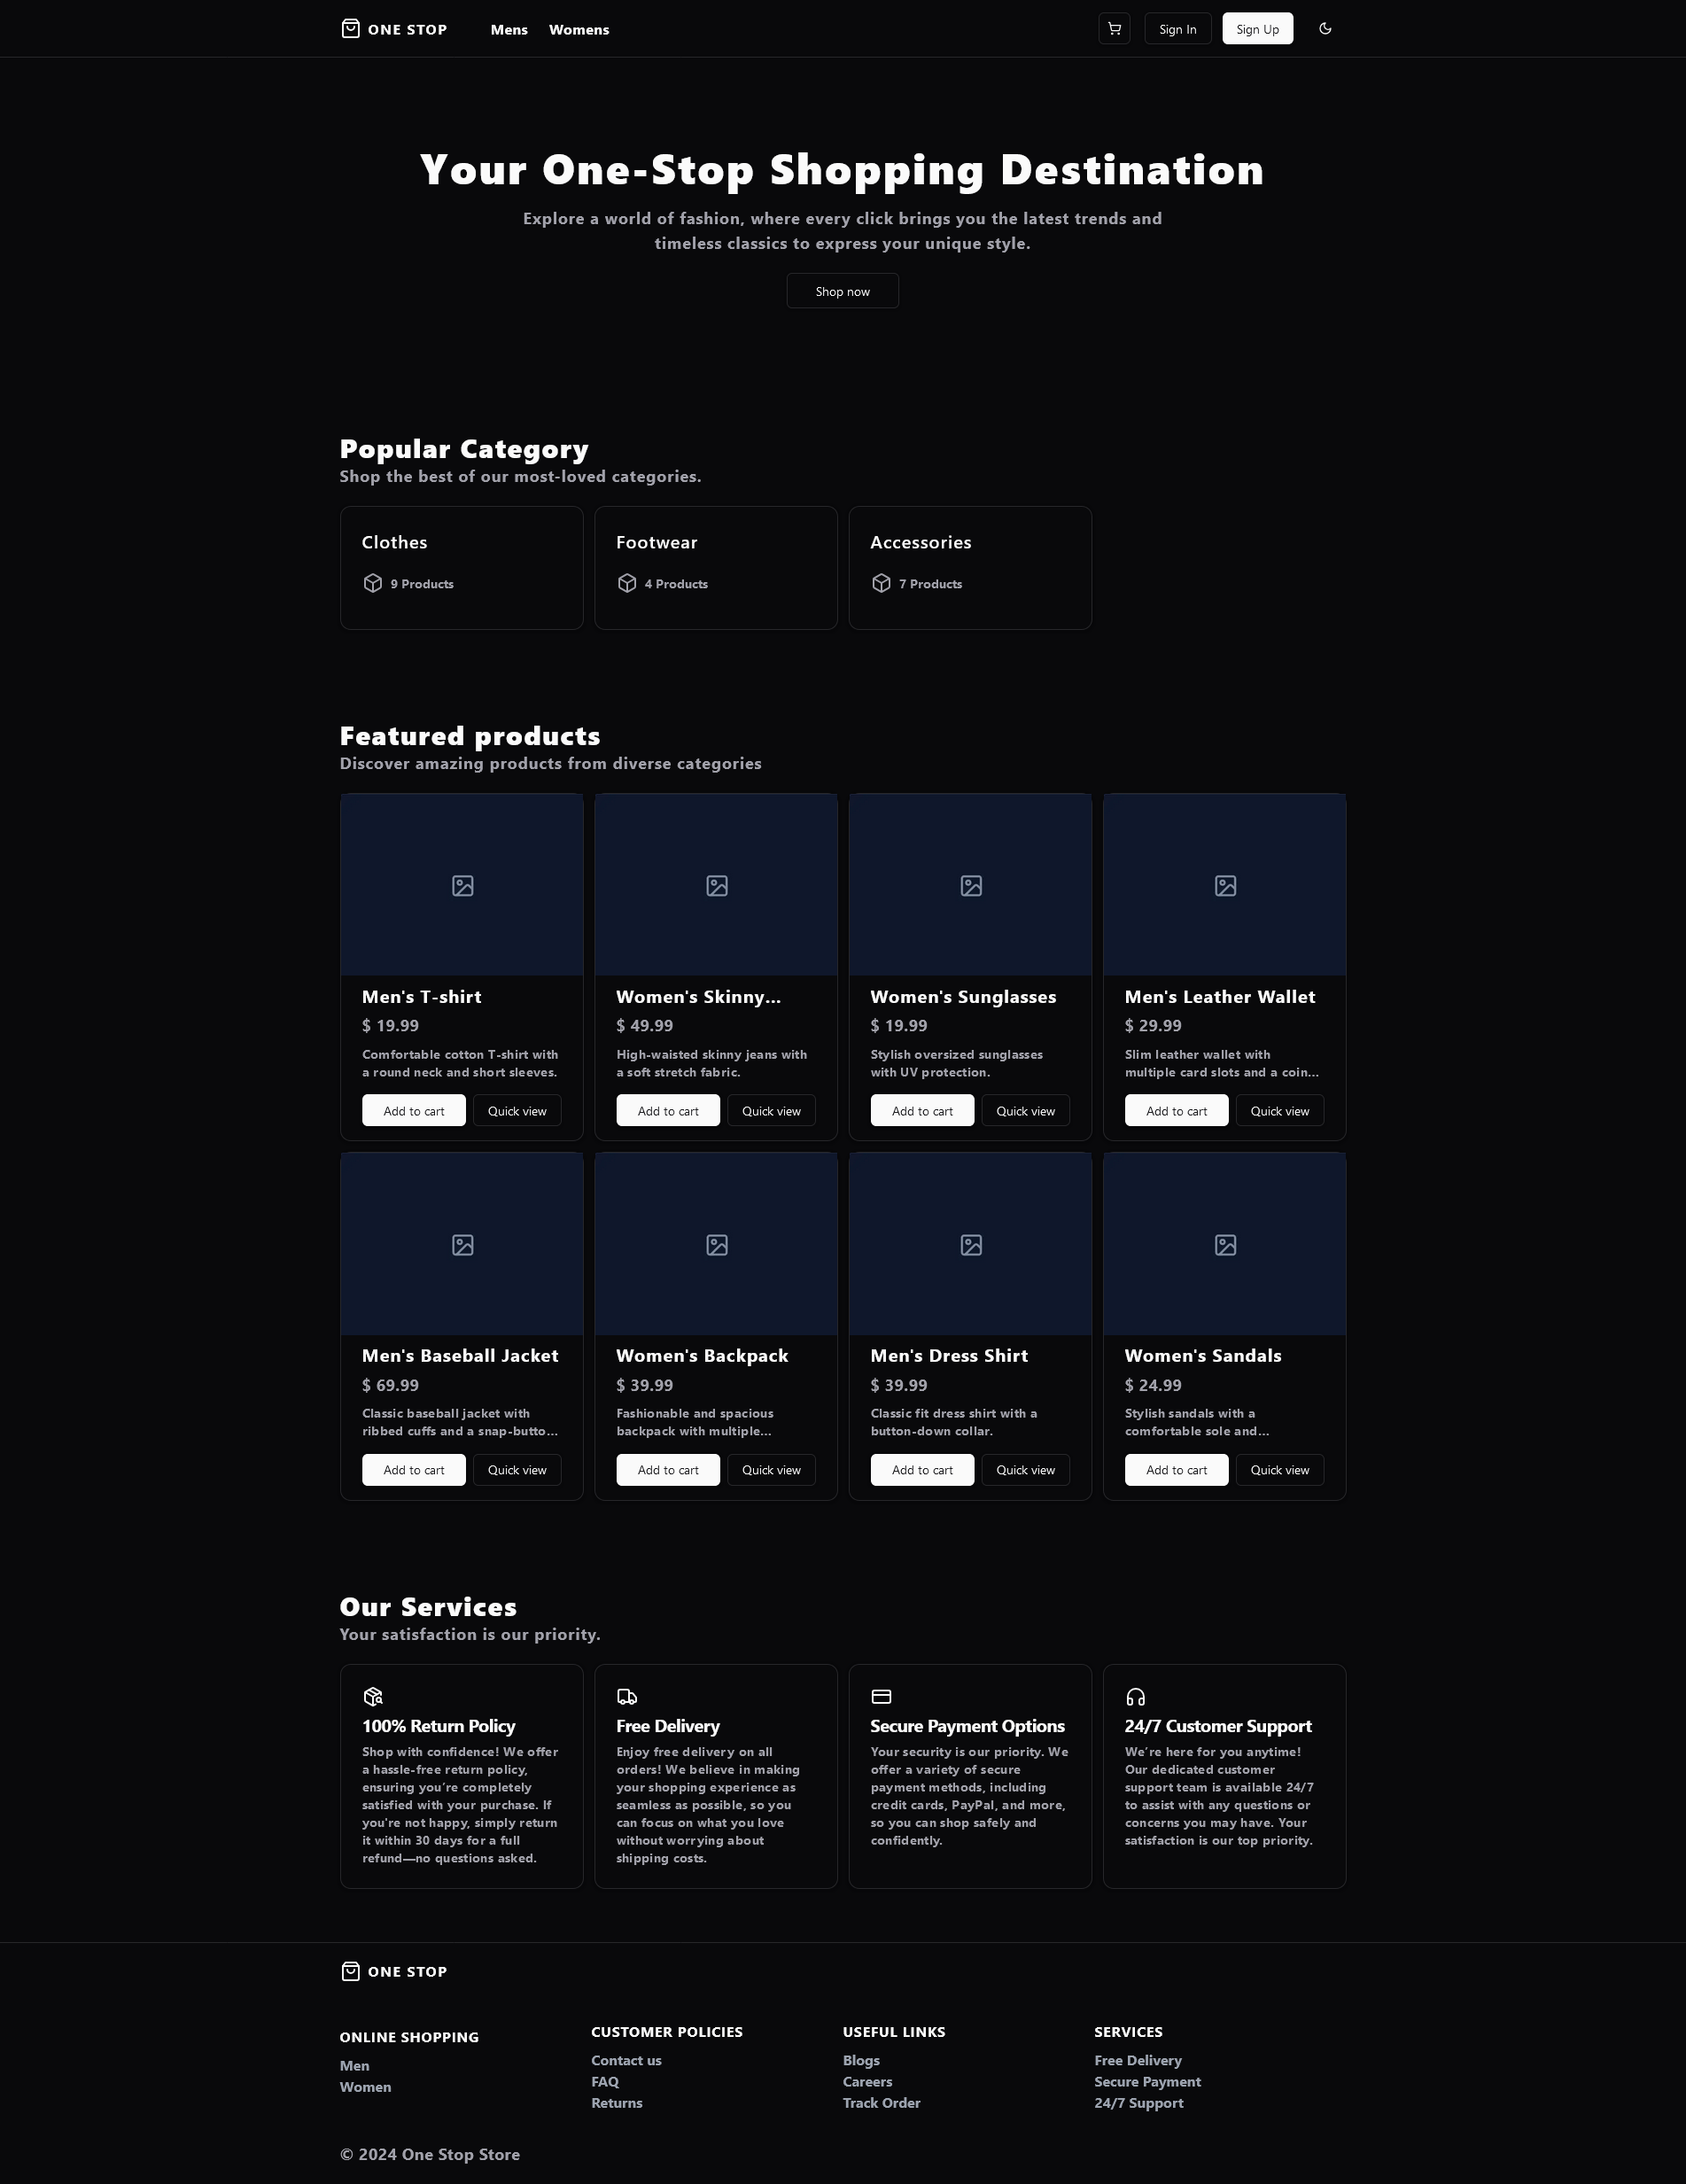 ONE STOP
Mens
Womens
Sign In
Sign Up
Your One-Stop Shopping Destination
Explore a world of fashion, where every click brings you the latest trends and
timeless classics to express your unique style.
Shop now
Popular Category
Shop the best of our most-loved categories.
Clothes
9 Products
Footwear
4 Products
Accessories
7 Products
Featured products
Discover amazing products from diverse categories
Men's T-shirt
$ 19.99
Comfortable cotton T-shirt with
a round neck and short sleeves.
Add to cart
Quick view
Women's Skinny...
$ 49.99
High-waisted skinny jeans with
a soft stretch fabric.
Add to cart
Quick view
Women's Sunglasses
$ 19.99
Stylish oversized sunglasses
with UV protection.
Add to cart
Quick view
Men's Leather Wallet
$ 29.99
Slim leather wallet with
multiple card slots and a coin...
Add to cart
Quick view
Men's Baseball Jacket
$ 69.99
Classic baseball jacket with
ribbed cuffs and a snap-butto...
Add to cart
Quick view
Women's Backpack
$ 39.99
Fashionable and spacious
backpack with multiple...
Add to cart
Quick view
Men's Dress Shirt
$ 39.99
Classic fit dress shirt with a
button-down collar.
Add to cart
Quick view
Women's Sandals
$ 24.99
Stylish sandals with a
comfortable sole and...
Add to cart
Quick view
Our Services
Your satisfaction is our priority.
100% Return Policy
Shop with confidence! We offer
a hassle-free return policy,
ensuring you’re completely
satisfied with your purchase. If
you're not happy, simply return
it within 30 days for a full
refund—no questions asked.
Free Delivery
Enjoy free delivery on all
orders! We believe in making
your shopping experience as
seamless as possible, so you
can focus on what you love
without worrying about
shipping costs.
Secure Payment Options
Your security is our priority. We
offer a variety of secure
payment methods, including
credit cards, PayPal, and more,
so you can shop safely and
confidently.
24/7 Customer Support
We’re here for you anytime!
Our dedicated customer
support team is available 24/7
to assist with any questions or
concerns you may have. Your
satisfaction is our top priority.
ONE STOP
ONLINE SHOPPING
Men
Women
CUSTOMER POLICIES
Contact us
FAQ
Returns
USEFUL LINKS
Blogs
Careers
Track Order
SERVICES
Free Delivery
Secure Payment
24/7 Support
© 2024 One Stop Store